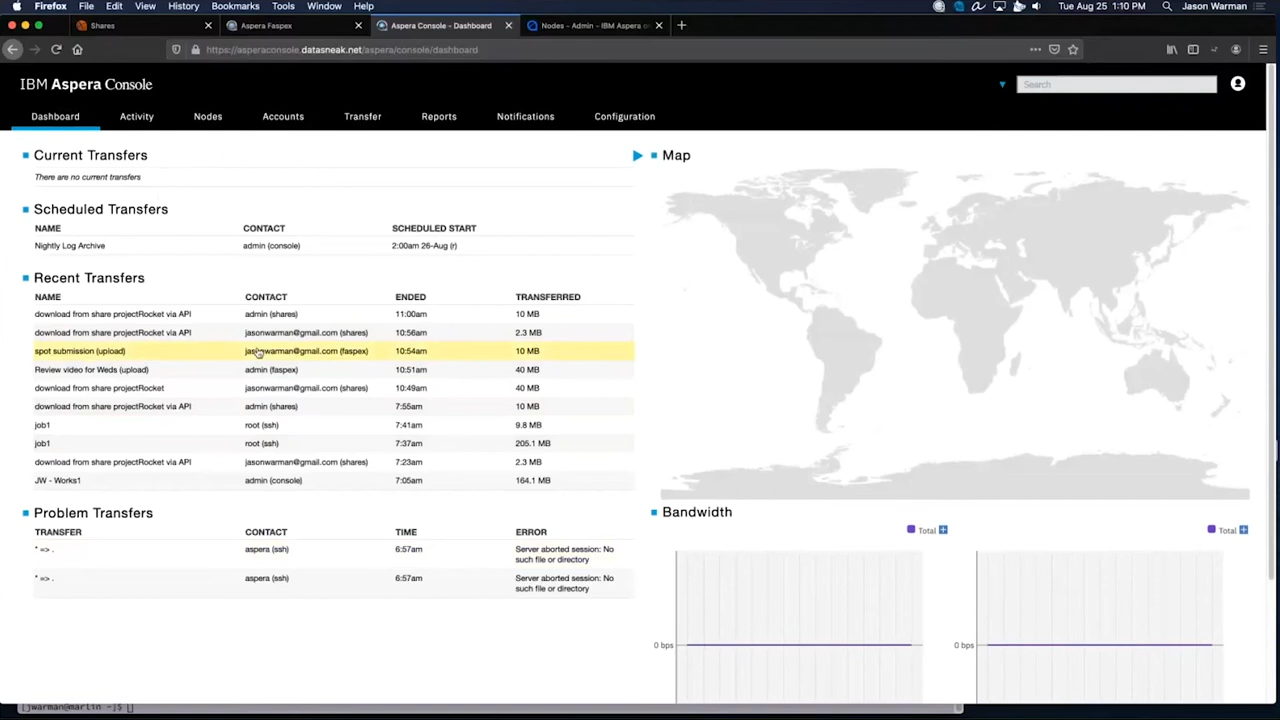 Firefox File Edit View History Bookmarks Tools Window Help Tue Aug 25 1:10 PM Jason Warman
Shares Aspera Faspex Aspera Console - Dashboard Nodes - Admin - IBM Aspera on
https://asperaconsole.datasneak.net/aspera/console/dashboard
IBM Aspera Console Search
Dashboard Activity Nodes Accounts Transfer Reports Notifications Configuration
Current Transfers
There are no current transfers
Scheduled Transfers
NAME CONTACT SCHEDULED START
Nightly Log Archive admin (console) 2:00am 26-Aug (r)
Recent Transfers
NAME CONTACT ENDED TRANSFERRED
download from share projectRocket via API admin (shares) 11:00am 10 MB
download from share projectRocket via API jasonwarman@gmail.com (shares) 10:56am 2.3 MB
spot submission (upload) jasonwarman@gmail.com (faspex) 10:54am 10 MB
Review video for Weds (upload) admin (faspex) 10:51am 40 MB
download from share projectRocket jasonwarman@gmail.com (shares) 10:49am 40 MB
download from share projectRocket via API admin (shares) 7:55am 10 MB
job1 root (ssh) 7:41am 9.8 MB
job1 root (ssh) 7:37am 205.1 MB
download from share projectRocket via API jasonwarman@gmail.com (shares) 7:23am 2.3 MB
JW - Works1 admin (console) 7:05am 164.1 MB
Problem Transfers
TRANSFER CONTACT TIME ERROR
* => . aspera (ssh) 6:57am Server aborted session: No
such file or directory
* => . aspera (ssh) 6:57am Server aborted session: No
such file or directory
Map
Bandwidth
Total Total
0 bps 0 bps
[jwarman@marlin ~]$